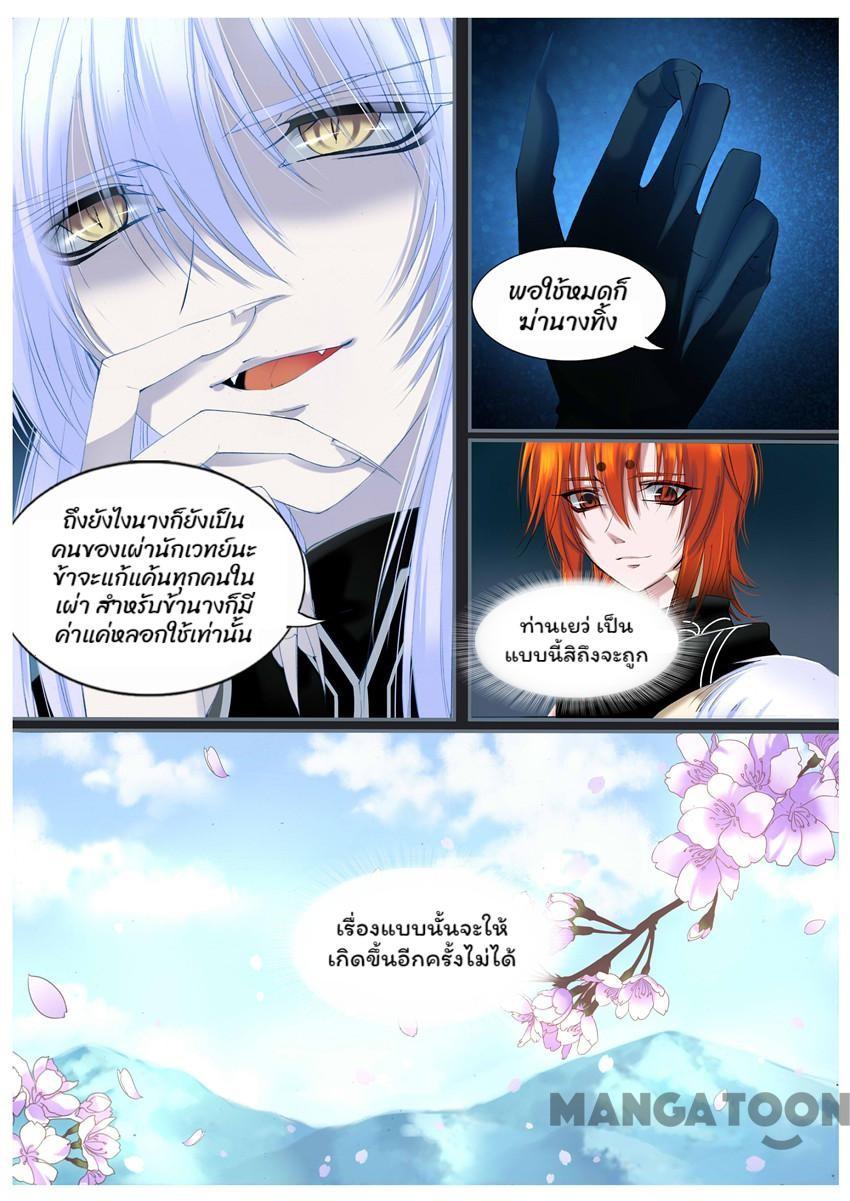 ถึงยังไงนางก็ยังเป็น
คนของเผ่านักเวทย์นะ
ข้าจะแก้แค้นทุกคนใน
เผ่า สำหรับข้านางก็มี
ค่าแค่หลอกใช้เท่านั้น
พอใช้หมดก็
ฆ่านางทิ้ง
ท่านเยว่ เป็น
แบบนี้สิถึงจะถูก
เรื่องแบบนั้นจะให้
เกิดขึ้นอีกครั้งไม่ได้
MANGATOON